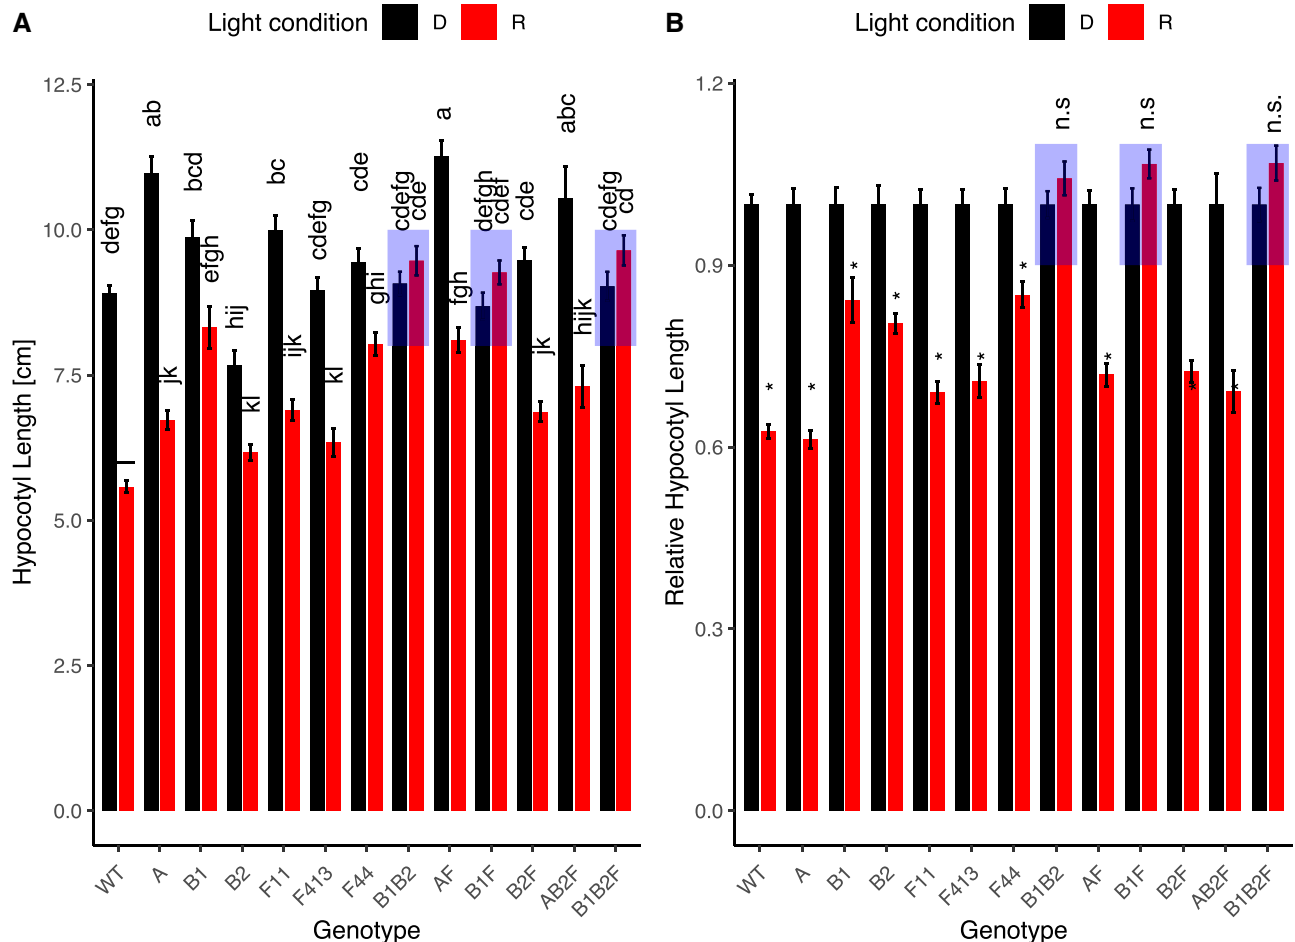 A
Light condition D R
Hypocotyl Length [cm]
12.5
10.0
7.5
5.0
2.5
0.0
defg
l
ab
jk
bcd
efgh
hij
kl
bc
ijk
cdefg
kl
cde
ghi
cdefg
cde
a
fgh
defgh
cdef
cde
jk
abc
hijk
cdefg
cd
WT A B1 B2 F11 F413 F44 B1B2 AF B1F B2F AB2F B1B2F
Genotype
B
Light condition D R
Relative Hypocotyl Length
1.2
0.9
0.6
0.3
0.0
*
*
*
*
*
*
*
n.s
*
n.s
*
*
n.s.
WT A B1 B2 F11 F413 F44 B1B2 AF B1F B2F AB2F B1B2F
Genotype